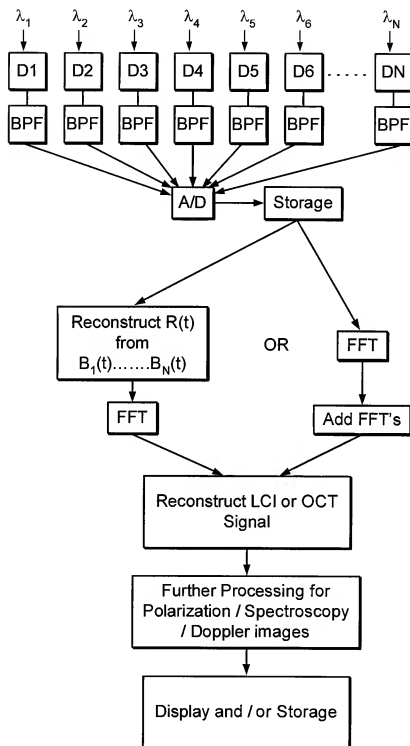 λ1 λ2 λ3 λ4 λ5 λ6 λN
D1 D2 D3 D4 D5 D6 ..... DN
BPF BPF BPF BPF BPF BPF BPF
A/D Storage
Reconstruct R(t)
from
B1(t).......BN(t)
OR
FFT
FFT
Add FFT's
Reconstruct LCI or OCT
Signal
Further Processing for
Polarization / Spectroscopy
/ Doppler images
Display and / or Storage